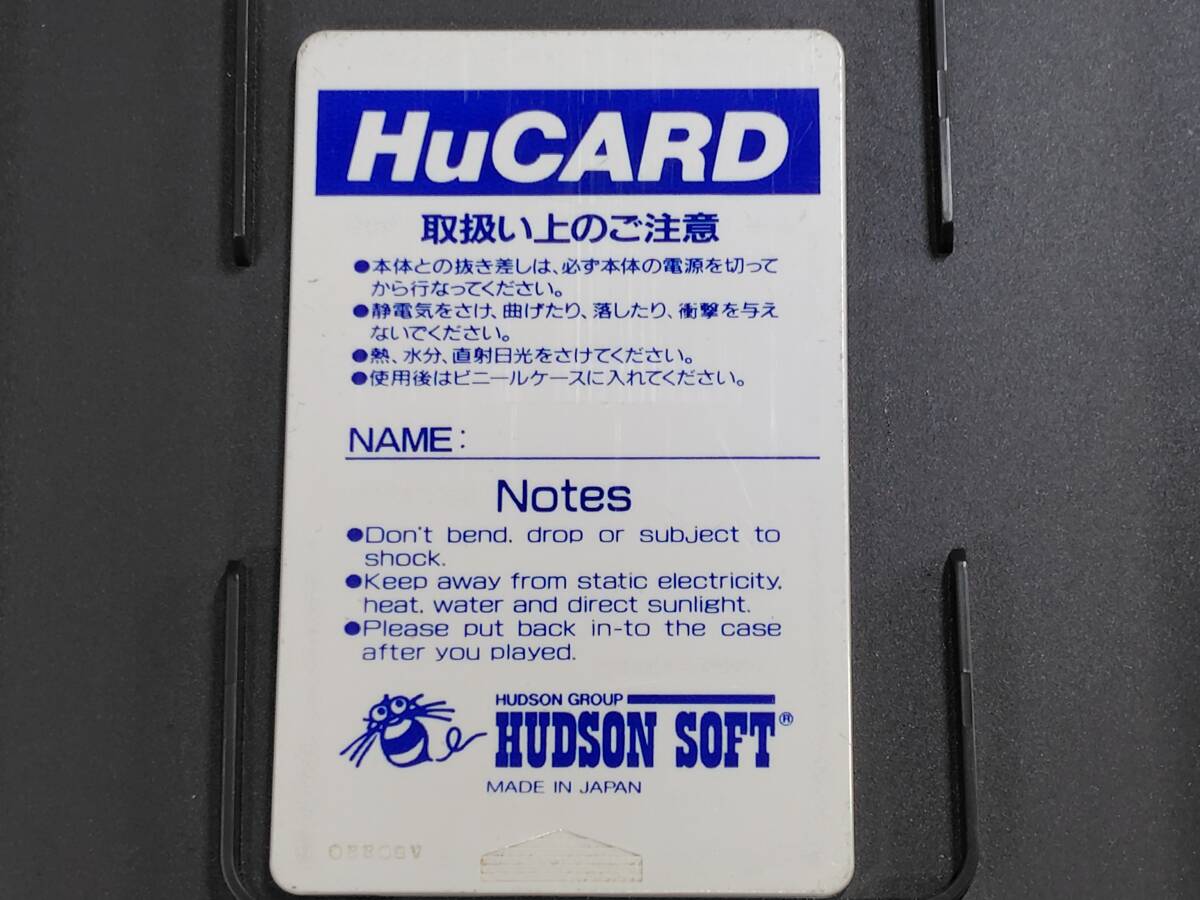 HuCARD
取扱い上のご注意
●本体との抜き差しは、必ず本体の電源を切って
から行なってください。
●静電気をさけ、曲げたり、落したり、衝撃を与え
ないでください。
●熱、水分、直射日光をさけてください。
●使用後はビニールケースに入れてください。
NAME:
Notes
●Don't bend. drop or subject to
shock.
●Keep away from static electricity.
heat. water and direct sunlight.
●Please put back in-to the case
after you played.
HUDSON GROUP
HUDSON SOFT®
MADE IN JAPAN